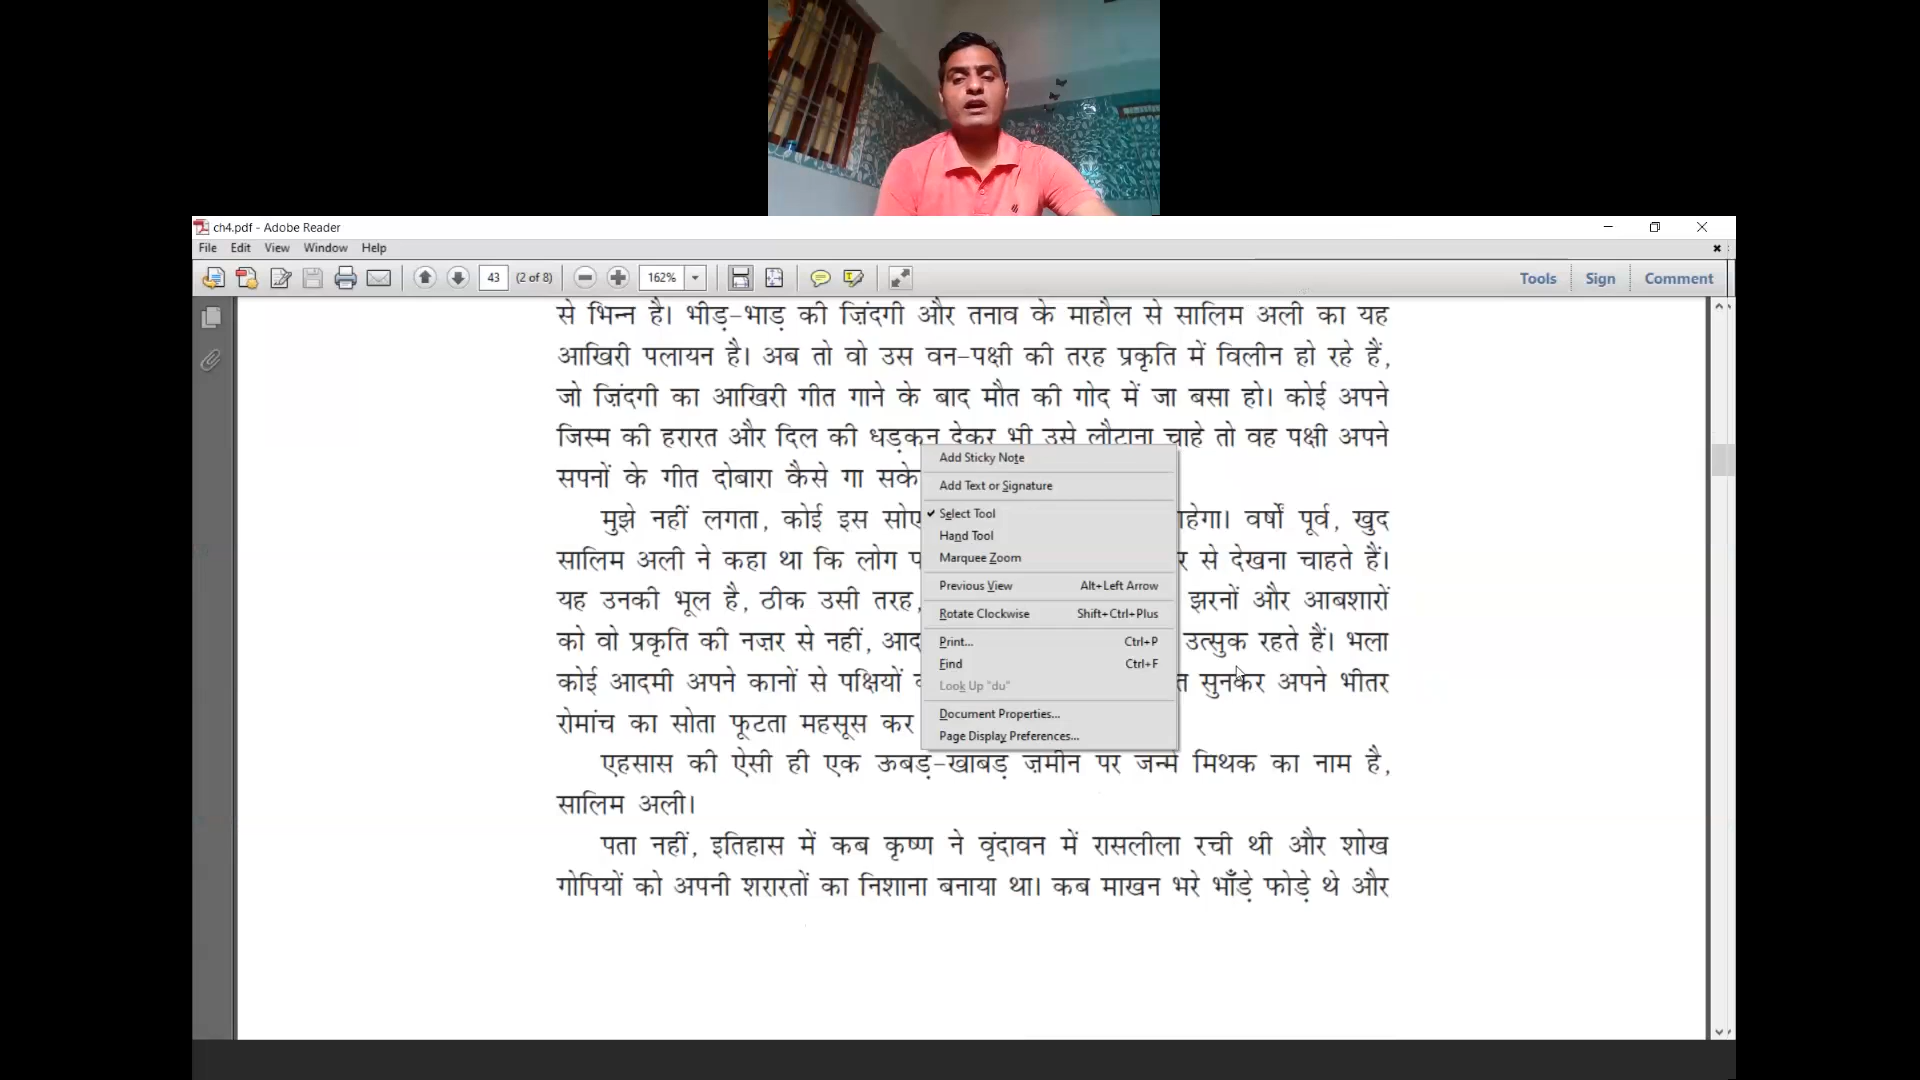 ch4.pdf - Adobe Reader
File Edit View Window Help
43 (2 of 8) 162% Tools Sign Comment
से भिन्न है। भीड़-भाड़ की ज़िंदगी और तनाव के माहौल से सालिम अली का यह
आखिरी पलायन है। अब तो वो उस वन-पक्षी की तरह प्रकृति में विलीन हो रहे हैं,
जो ज़िंदगी का आखिरी गीत गाने के बाद मौत की गोद में जा बसा हो। कोई अपने
जिस्म की हरारत और दिल की धड़कन देकर भी उसे लौटाना चाहे तो वह पक्षी अपने
सपनों के गीत दोबारा कैसे गा सके
मुझे नहीं लगता, कोई इस सोए वर्षों पूर्व, खुद
सालिम अली ने कहा था कि लोग से देखना चाहते हैं।
यह उनकी भूल है, ठीक उसी तरह, झरनों और आबशारों
को वो प्रकृति की नज़र से नहीं, उत्सुक रहते हैं। भला
कोई आदमी अपने कानों से पक्षियों सुनकर अपने भीतर
रोमांच का सोता फूटता महसूस कर
एहसास की ऐसी ही एक ऊबड़-खाबड़ ज़मीन पर जन्मे मिथक का नाम है,
सालिम अली।
पता नहीं, इतिहास में कब कृष्ण ने वृंदावन में रासलीला रची थी और शोख
गोपियों को अपनी शरारतों का निशाना बनाया था। कब माखन भरे भाँड़े फोड़े थे और
Add Sticky Note
Add Text or Signature
Select Tool
Hand Tool
Marquee Zoom
Previous View Alt+Left Arrow
Rotate Clockwise Shift+Ctrl+Plus
Print... Ctrl+P
Find Ctrl+F
Look Up "du"
Document Properties...
Page Display Preferences...